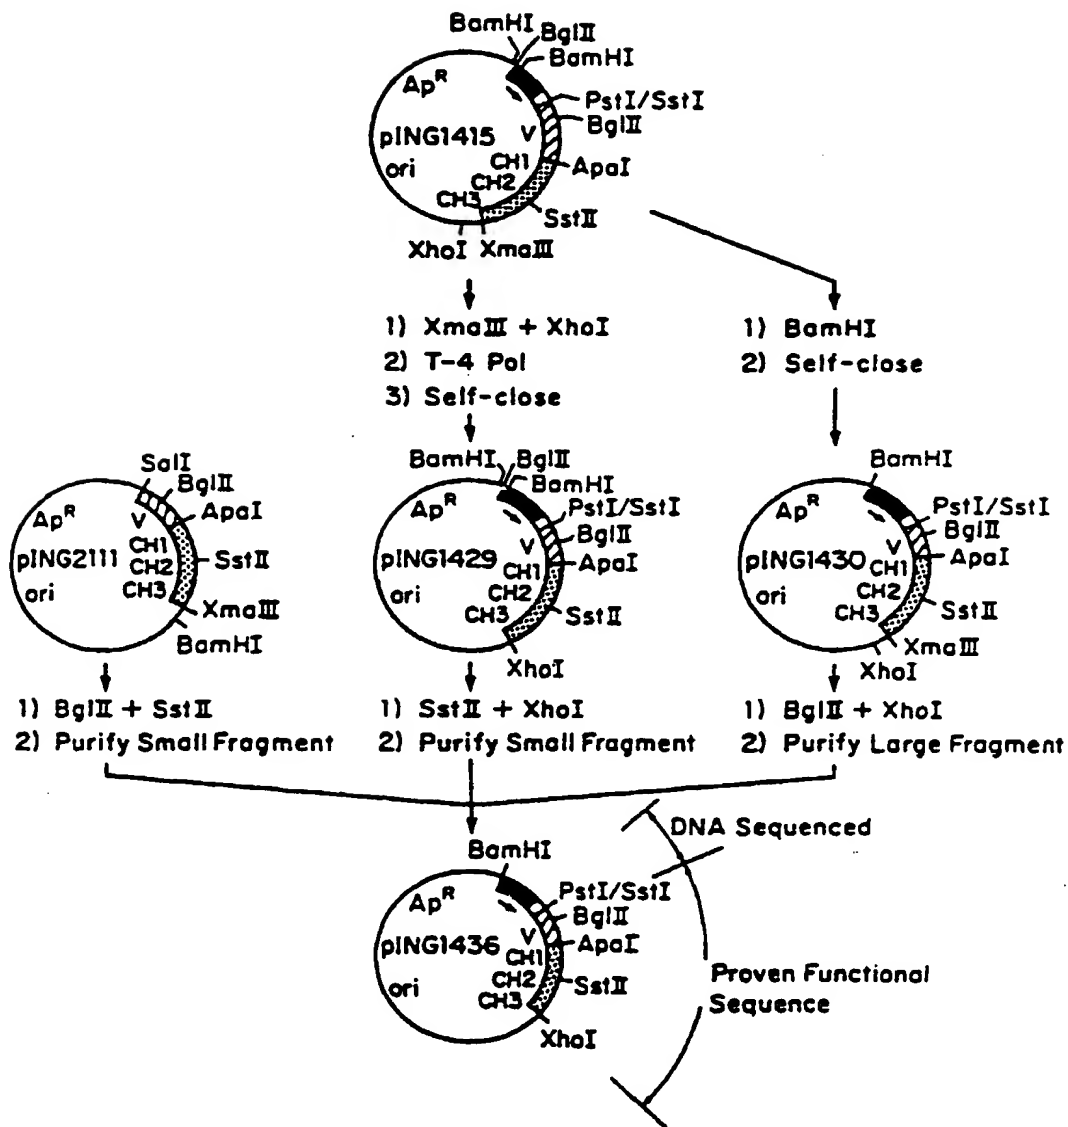 BamHI
BglII
BamHI
Ap^R
PstI/SstI
BglII
pING1415
V
ori
CH1
ApaI
CH2
CH3
SstII
XhoI XmaIII
1) XmaIII + XhoI
2) T-4 Pol
3) Self-close
1) BamHI
2) Self-close
SalI
BglII
ApaI
Ap^R
V
pING2111
CH1
CH2
SstII
ori
CH3
XmaIII
BamHI
BamHI
BglII
BamHI
Ap^R
PstI/SstI
BglII
V
pING1429
ApaI
CH1
ori
CH2
CH3
SstII
XhoI
BamHI
Ap^R
PstI/SstI
BglII
V
ApaI
pING1430
CH1
ori
CH2
CH3
SstII
XmaIII
XhoI
1) BglII + SstII
2) Purify Small Fragment
1) SstII + XhoI
2) Purify Small Fragment
1) BglII + XhoI
2) Purify Large Fragment
BamHI
Ap^R
PstI/SstI
BglII
V
ApaI
pING1436
CH1
ori
CH2
SstII
CH3
XhoI
DNA Sequenced
Proven Functional
Sequence